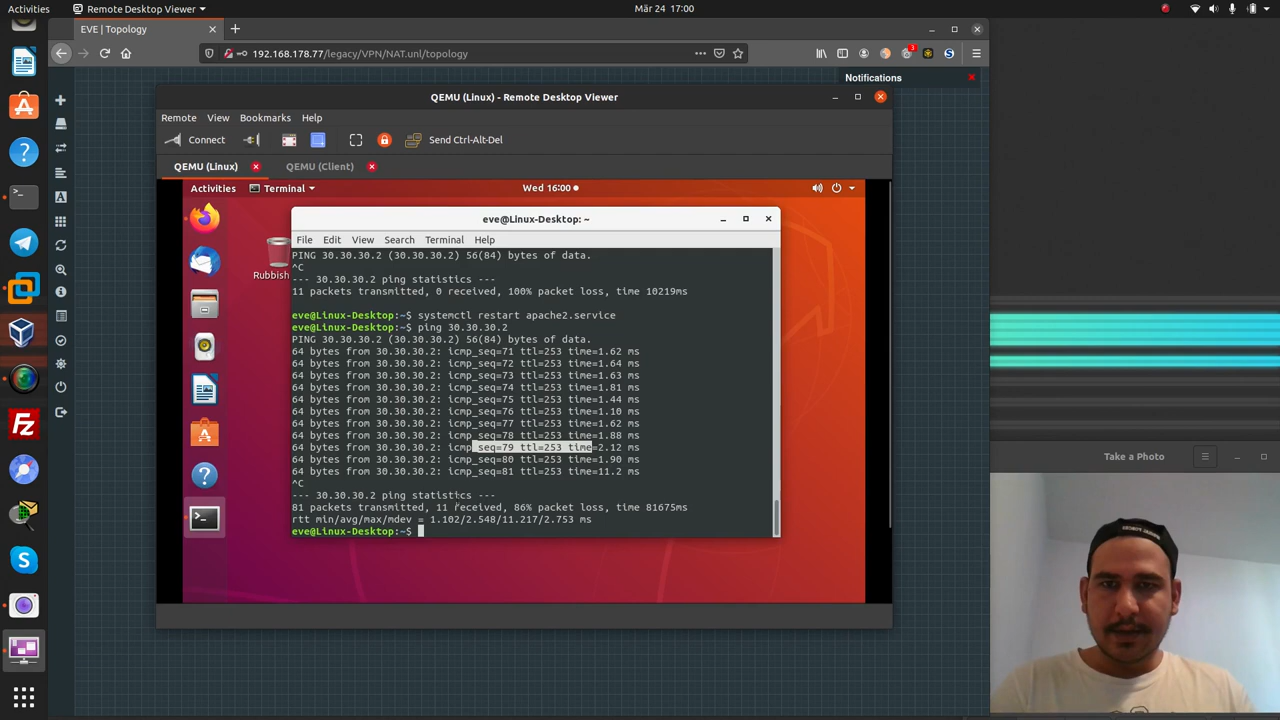 Activities
Remote Desktop Viewer
Mär 24 17:00
EVE | Topology
192.168.178.77/legacy/VPN/NAT.unl/topology
3
Notifications
QEMU (Linux) - Remote Desktop Viewer
Remote View Bookmarks Help
Connect
Send Ctrl-Alt-Del
QEMU (Linux)
QEMU (Client)
Activities
Terminal
Wed 16:00
Rubbish
eve@Linux-Desktop: ~
File Edit View Search Terminal Help
PING 30.30.30.2 (30.30.30.2) 56(84) bytes of data.
^C
--- 30.30.30.2 ping statistics ---
11 packets transmitted, 0 received, 100% packet loss, time 10219ms
eve@Linux-Desktop:~$ systemctl restart apache2.service
eve@Linux-Desktop:~$ ping 30.30.30.2
PING 30.30.30.2 (30.30.30.2) 56(84) bytes of data.
64 bytes from 30.30.30.2: icmp_seq=71 ttl=253 time=1.62 ms
64 bytes from 30.30.30.2: icmp_seq=72 ttl=253 time=1.64 ms
64 bytes from 30.30.30.2: icmp_seq=73 ttl=253 time=1.63 ms
64 bytes from 30.30.30.2: icmp_seq=74 ttl=253 time=1.81 ms
64 bytes from 30.30.30.2: icmp_seq=75 ttl=253 time=1.44 ms
64 bytes from 30.30.30.2: icmp_seq=76 ttl=253 time=1.10 ms
64 bytes from 30.30.30.2: icmp_seq=77 ttl=253 time=1.62 ms
64 bytes from 30.30.30.2: icmp_seq=78 ttl=253 time=1.88 ms
64 bytes from 30.30.30.2: icmp_seq=79 ttl=253 time=2.12 ms
64 bytes from 30.30.30.2: icmp_seq=80 ttl=253 time=1.90 ms
64 bytes from 30.30.30.2: icmp_seq=81 ttl=253 time=11.2 ms
^C
--- 30.30.30.2 ping statistics ---
81 packets transmitted, 11 received, 86% packet loss, time 81675ms
rtt min/avg/max/mdev = 1.102/2.548/11.217/2.753 ms
eve@Linux-Desktop:~$
Take a Photo